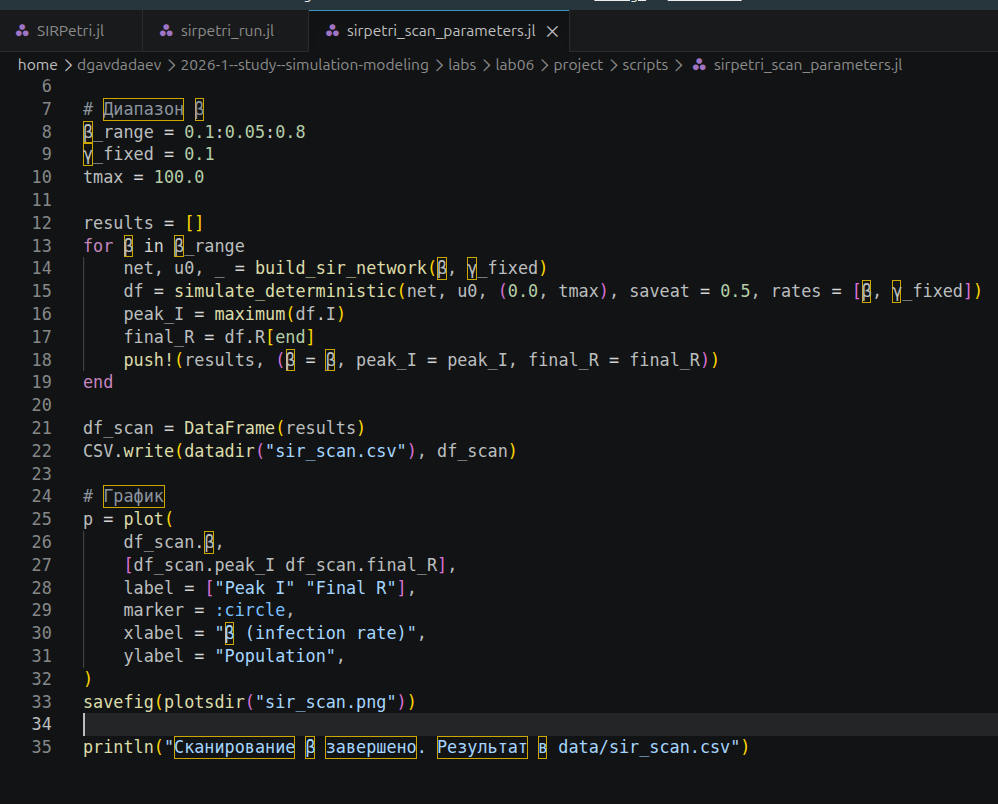 SIRPetri.jl sirpetri_run.jl sirpetri_scan_parameters.jl
home > dgavdadaev > 2026-1--study--simulation-modeling > labs > lab06 > project > scripts > sirpetri_scan_parameters.jl
6
7 # Диапазон β
8 β_range = 0.1:0.05:0.8
9 γ_fixed = 0.1
10 tmax = 100.0
11
12 results = []
13 for β in β_range
14 net, u0, _ = build_sir_network(β, γ_fixed)
15 df = simulate_deterministic(net, u0, (0.0, tmax), saveat = 0.5, rates = [β, γ_fixed])
16 peak_I = maximum(df.I)
17 final_R = df.R[end]
18 push!(results, (β = β, peak_I = peak_I, final_R = final_R))
19 end
20
21 df_scan = DataFrame(results)
22 CSV.write(datadir("sir_scan.csv"), df_scan)
23
24 # График
25 p = plot(
26 df_scan.β,
27 [df_scan.peak_I df_scan.final_R],
28 label = ["Peak I" "Final R"],
29 marker = :circle,
30 xlabel = "β (infection rate)",
31 ylabel = "Population",
32 )
33 savefig(plotsdir("sir_scan.png"))
34
35 println("Сканирование β завершено. Результат в data/sir_scan.csv")